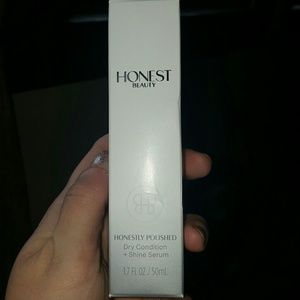 HONEST
BEAUTY
HONESTLY POLISHED
Dry Condition
+ Shine Serum
1.7 FL OZ / 50mL